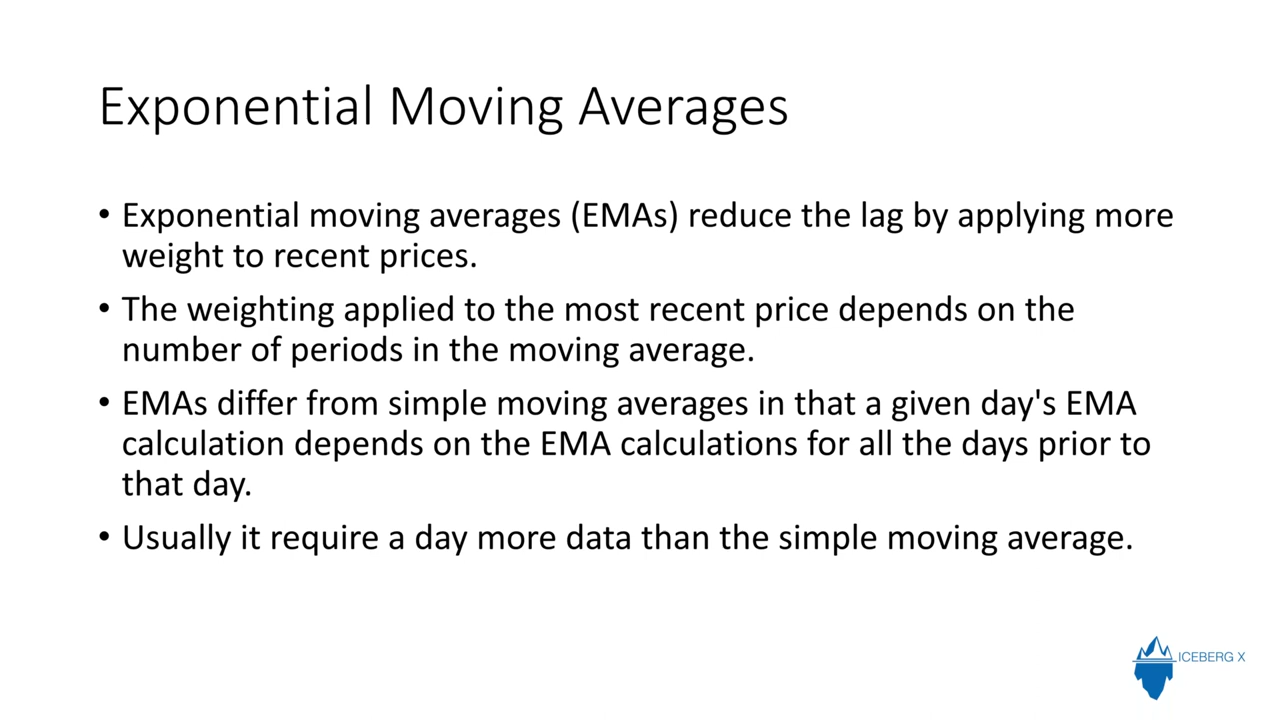 Exponential Moving Averages
• Exponential moving averages (EMAs) reduce the lag by applying more
weight to recent prices.
• The weighting applied to the most recent price depends on the
number of periods in the moving average.
• EMAs differ from simple moving averages in that a given day's EMA
calculation depends on the EMA calculations for all the days prior to
that day.
• Usually it require a day more data than the simple moving average.
ICEBERG X